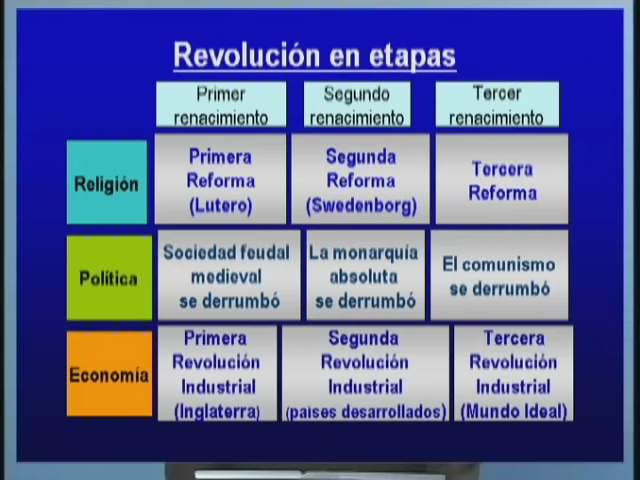 Revolución en etapas
Primer
renacimiento
Segundo
renacimiento
Tercer
renacimiento
Religión
Primera
Reforma
(Lutero)
Segunda
Reforma
(Swedenborg)
Tercera
Reforma
Política
Sociedad feudal
medieval
se derrumbó
La monarquía
absoluta
se derrumbó
El comunismo
se derrumbó
Economía
Primera
Revolución
Industrial
(Inglaterra)
Segunda
Revolución
Industrial
(países desarrollados)
Tercera
Revolución
Industrial
(Mundo Ideal)